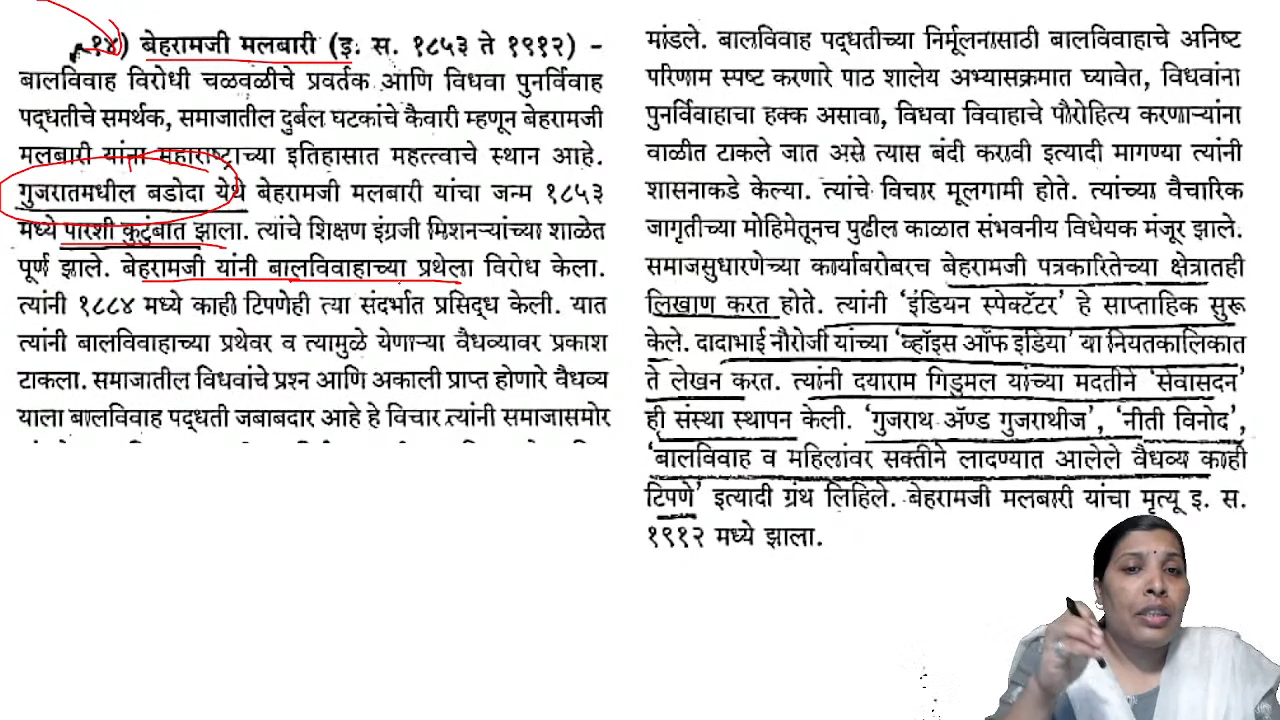 १४) बेहरामजी मलबारी (इ. स. १८५३ ते १९१२) -
बालविवाह विरोधी चळवळीचे प्रवर्तक आणि विधवा पुनर्विवाह
पद्धतीचे समर्थक, समाजातील दुर्बल घटकांचे कैवारी म्हणून बेहरामजी
मलबारी यांना महाराष्ट्राच्या इतिहासात महत्त्वाचे स्थान आहे.
गुजरातमधील बडोदा येथे बेहरामजी मलबारी यांचा जन्म १८५३
मध्ये पारशी कुटुंबात झाला. त्यांचे शिक्षण इंग्रजी मिशनऱ्यांच्या शाळेत
पूर्ण झाले. बेहरामजी यांनी बालविवाहाच्या प्रथेला विरोध केला.
त्यांनी १८८४ मध्ये काही टिपणेही त्या संदर्भात प्रसिद्ध केली. यात
त्यांनी बालविवाहाच्या प्रथेवर व त्यामुळे येणाऱ्या वैधव्यावर प्रकाश
टाकला. समाजातील विधवांचे प्रश्न आणि अकाली प्राप्त होणारे वैधव्य
याला बालविवाह पद्धती जबाबदार आहे हे विचार त्यांनी समाजासमोर
मांडले. बालविवाह पद्धतीच्या निर्मूलनासाठी बालविवाहाचे अनिष्ट
परिणाम स्पष्ट करणारे पाठ शालेय अभ्यासक्रमात घ्यावेत, विधवांना
पुनर्विवाहाचा हक्क असावा, विधवा विवाहाचे पौरोहित्य करणाऱ्यांना
वाळीत टाकले जात असे त्यास बंदी करावी इत्यादी मागण्या त्यांनी
शासनाकडे केल्या. त्यांचे विचार मूलगामी होते. त्यांच्या वैचारिक
जागृतीच्या मोहिमेतूनच पुढील काळात संभवनीय विधेयक मंजूर झाले.
समाजसुधारणेच्या कार्याबरोबरच बेहरामजी पत्रकारितेच्या क्षेत्रातही
लिखाण करत होते. त्यांनी 'इंडियन स्पेक्टॅटर' हे साप्ताहिक सुरू
केले. दादाभाई नौरोजी यांच्या 'व्हॉइस ऑफ इंडिया' या नियतकालिकात
ते लेखन करत. त्यांनी दयाराम गिडुमल यांच्या मदतीने 'सेवासदन'
ही संस्था स्थापन केली. 'गुजराथ ॲण्ड गुजराथीज', 'नीती विनोद',
'बालविवाह व महिलांवर सक्तीने लादण्यात आलेले वैधव्य काही
टिपणे' इत्यादी ग्रंथ लिहिले. बेहरामजी मलबारी यांचा मृत्यू इ. स.
१९१२ मध्ये झाला.